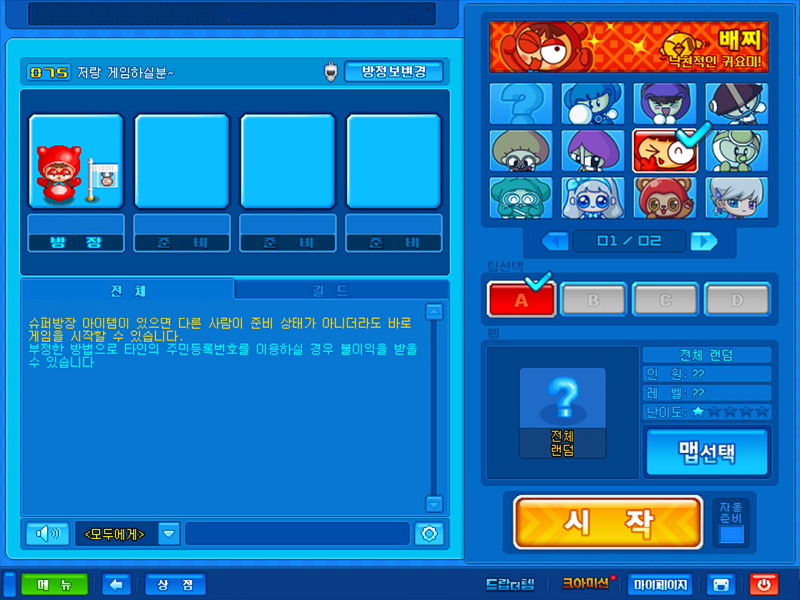 075 저랑 게임하실분~
방정보변경
방 장
준 비
준 비
준 비
전 체
길 드
슈퍼방장 아이템이 있으면 다른 사람이 준비 상태가 아니더라도 바로
게임을 시작할 수 있습니다.
부정한 방법으로 타인의 주민등록번호를 이용하실 경우 불이익을 받을
수 있습니다
<모두에게>
배찌
낙천적인 귀요미!
01 / 02
팀선택
A
B
C
D
맵
전체
랜덤
전체 랜덤
인 원: ??
레 벨: ??
난이도:
맵선택
시 작
자동
준비
메 뉴
상 점
드랍더템
크아미션
마이페이지